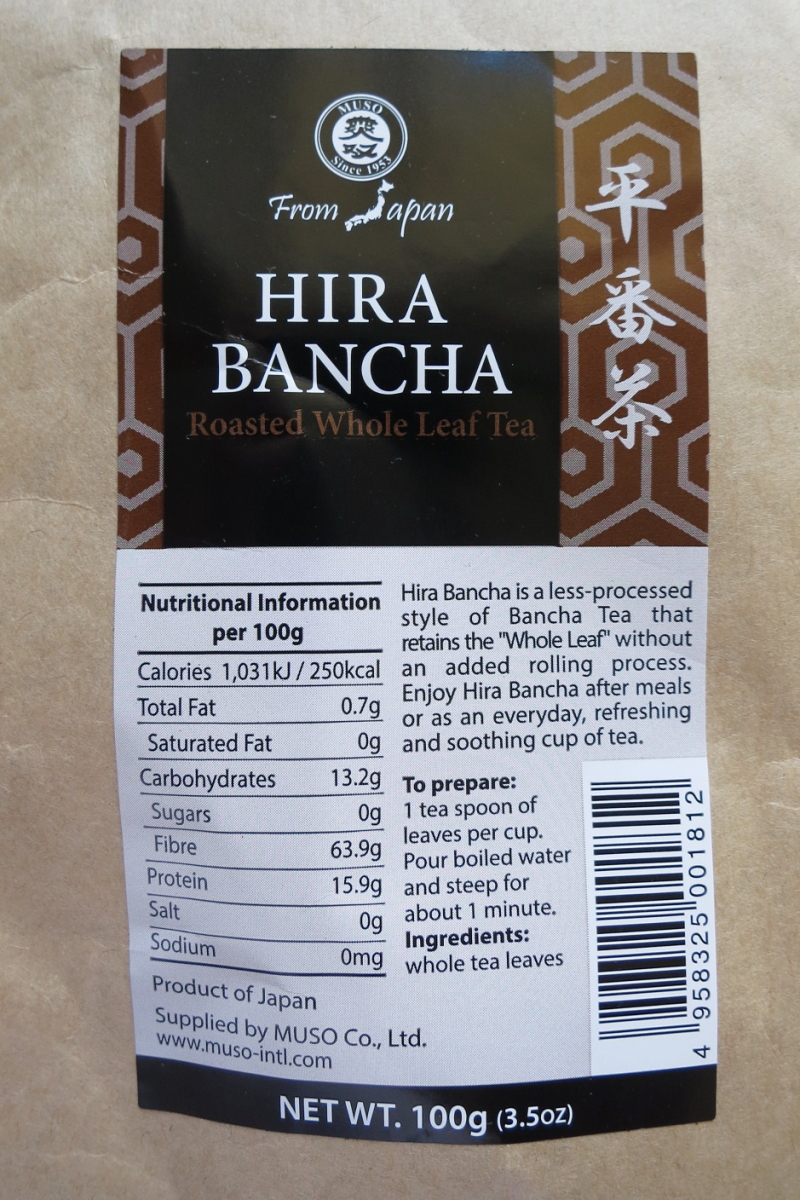 MUSO
Since 1953
From Japan
HIRA
BANCHA
Roasted Whole Leaf Tea
平番茶
Nutritional Information
per 100g
Calories 1,031kJ / 250kcal
Total Fat 0.7g
Saturated Fat 0g
Carbohydrates 13.2g
Sugars 0g
Fibre 63.9g
Protein 15.9g
Salt 0g
Sodium 0mg
Product of Japan
Supplied by MUSO Co., Ltd.
www.muso-intl.com
Hira Bancha is a less-processed
style of Bancha Tea that
retains the "Whole Leaf" without
an added rolling process.
Enjoy Hira Bancha after meals
or as an everyday, refreshing
and soothing cup of tea.
To prepare:
1 tea spoon of
leaves per cup.
Pour boiled water
and steep for
about 1 minute.
Ingredients:
whole tea leaves
4 958325 001812
NET WT. 100g (3.5oz)